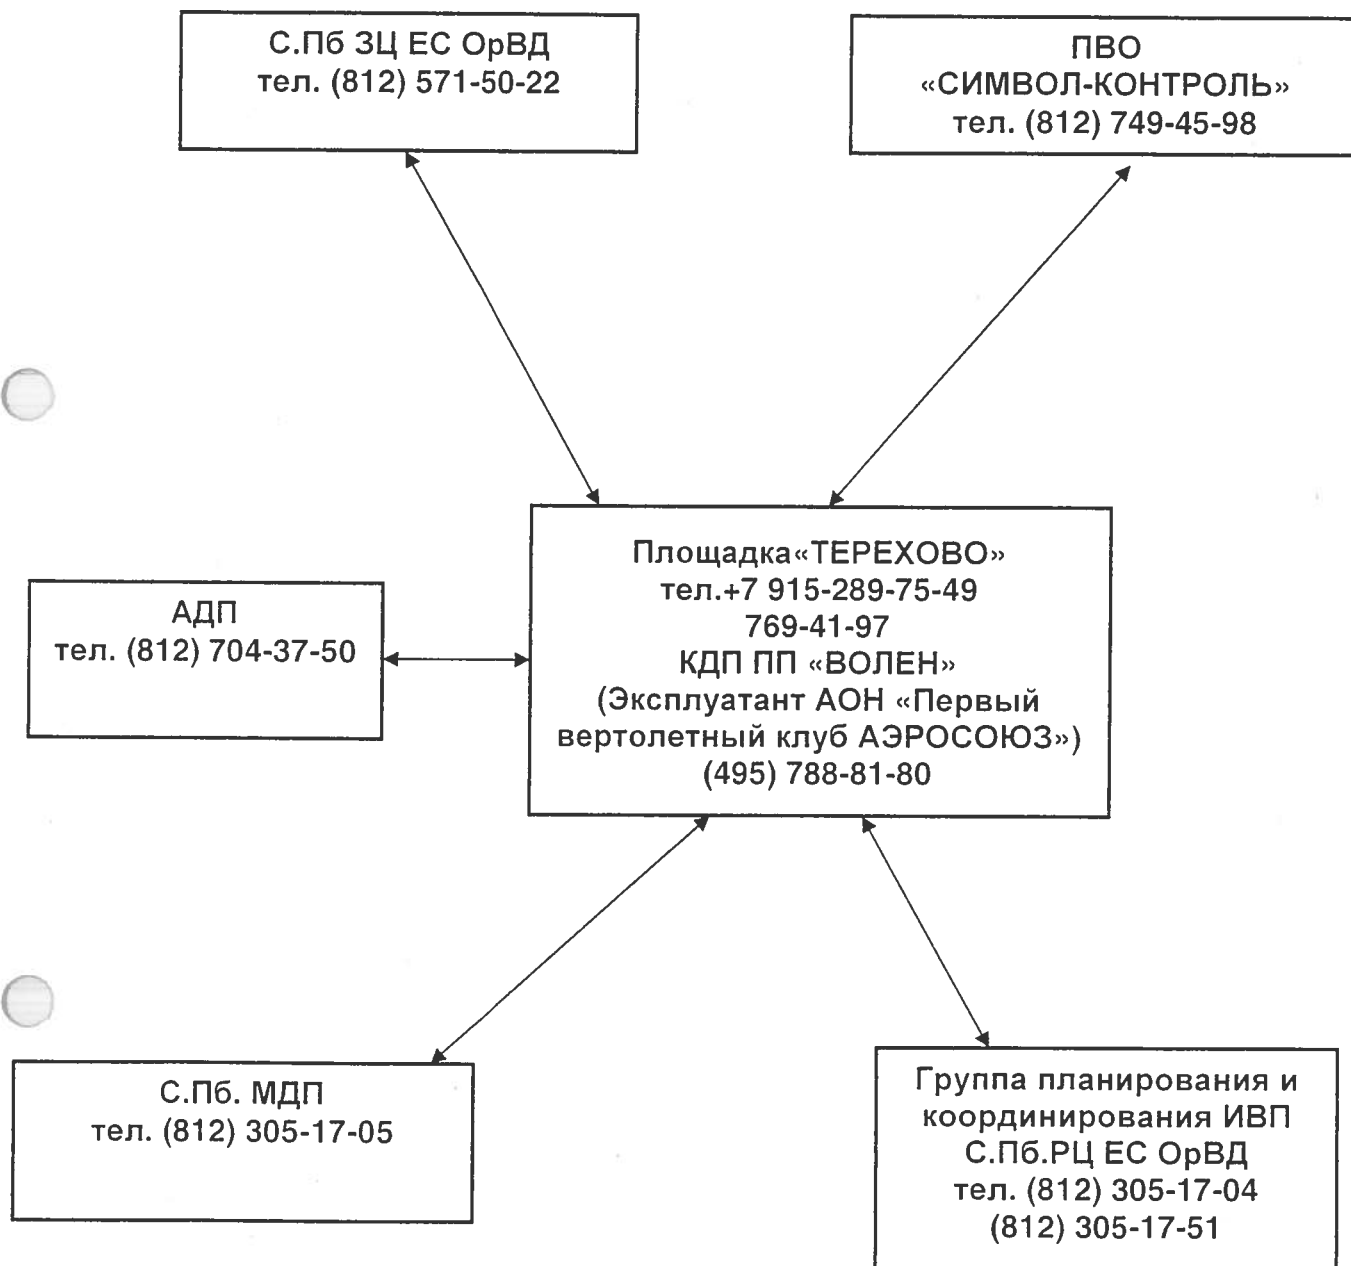 С.Пб ЗЦ ЕС ОрВД
тел. (812) 571-50-22
ПВО
«СИМВОЛ-КОНТРОЛЬ»
тел. (812) 749-45-98
Площадка«ТЕРЕХОВО»
тел.+7 915-289-75-49
769-41-97
КДП ПП «ВОЛЕН»
(Эксплуатант АОН «Первый
вертолетный клуб АЭРОСОЮЗ»)
(495) 788-81-80
АДП
тел. (812) 704-37-50
С.Пб. МДП
тел. (812) 305-17-05
Группа планирования и
координирования ИВП
С.Пб.РЦ ЕС ОрВД
тел. (812) 305-17-04
(812) 305-17-51